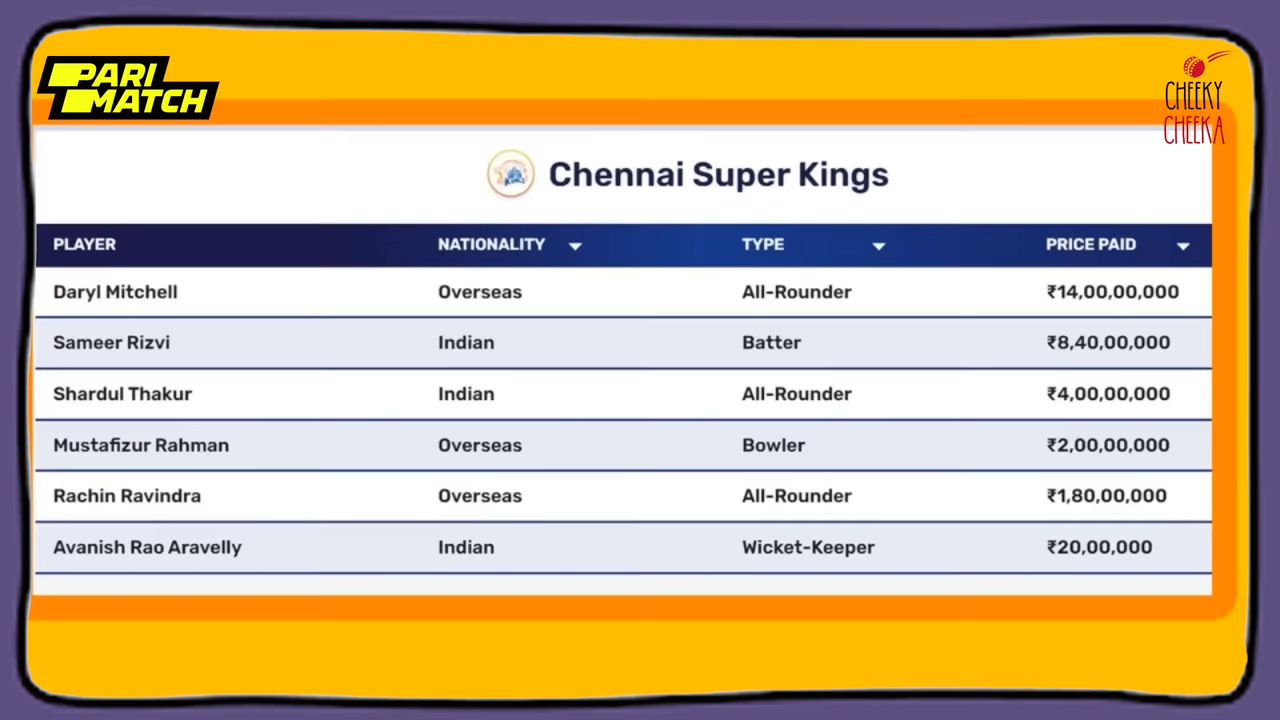 PARI
MATCH
CHEEKY
CHEEKA
Chennai Super Kings
PLAYER NATIONALITY TYPE PRICE PAID
Daryl Mitchell Overseas All-Rounder ₹14,00,00,000
Sameer Rizvi Indian Batter ₹8,40,00,000
Shardul Thakur Indian All-Rounder ₹4,00,00,000
Mustafizur Rahman Overseas Bowler ₹2,00,00,000
Rachin Ravindra Overseas All-Rounder ₹1,80,00,000
Avanish Rao Aravelly Indian Wicket-Keeper ₹20,00,000